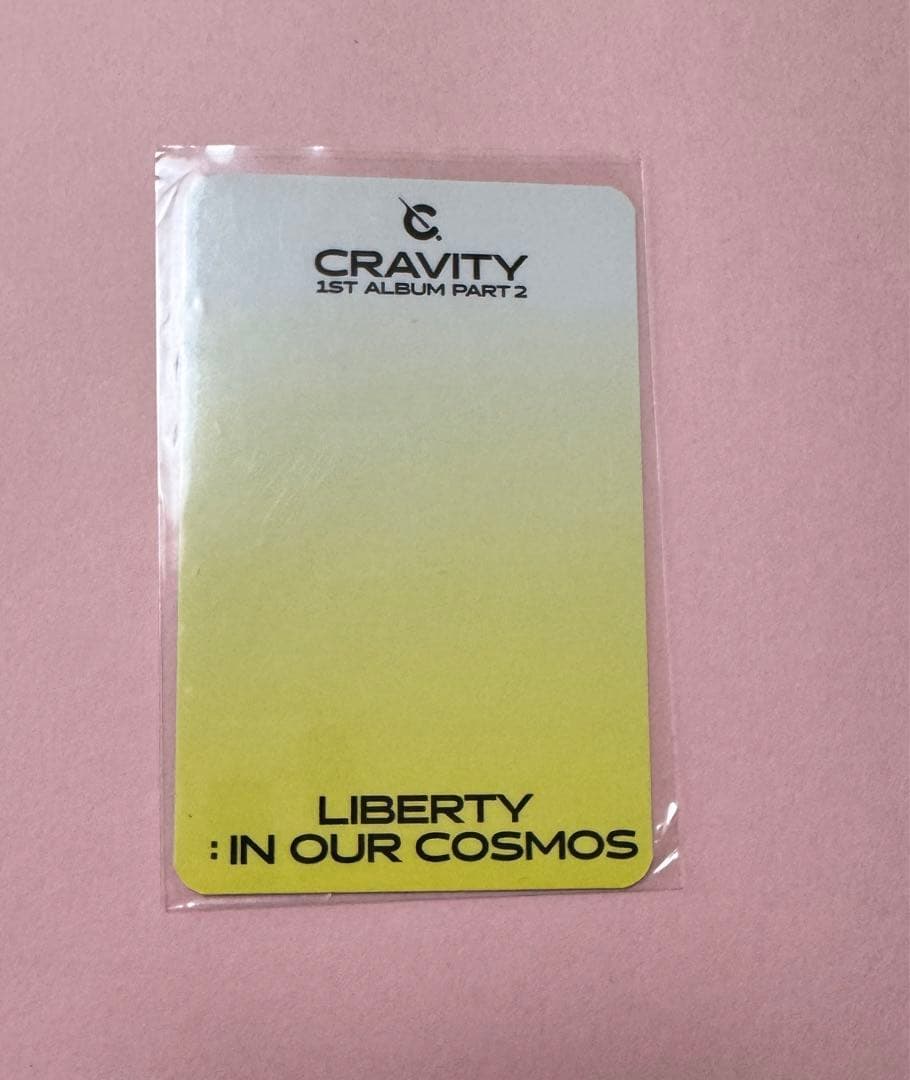 CRAVITY
1ST ALBUM PART 2
LIBERTY
: IN OUR COSMOS